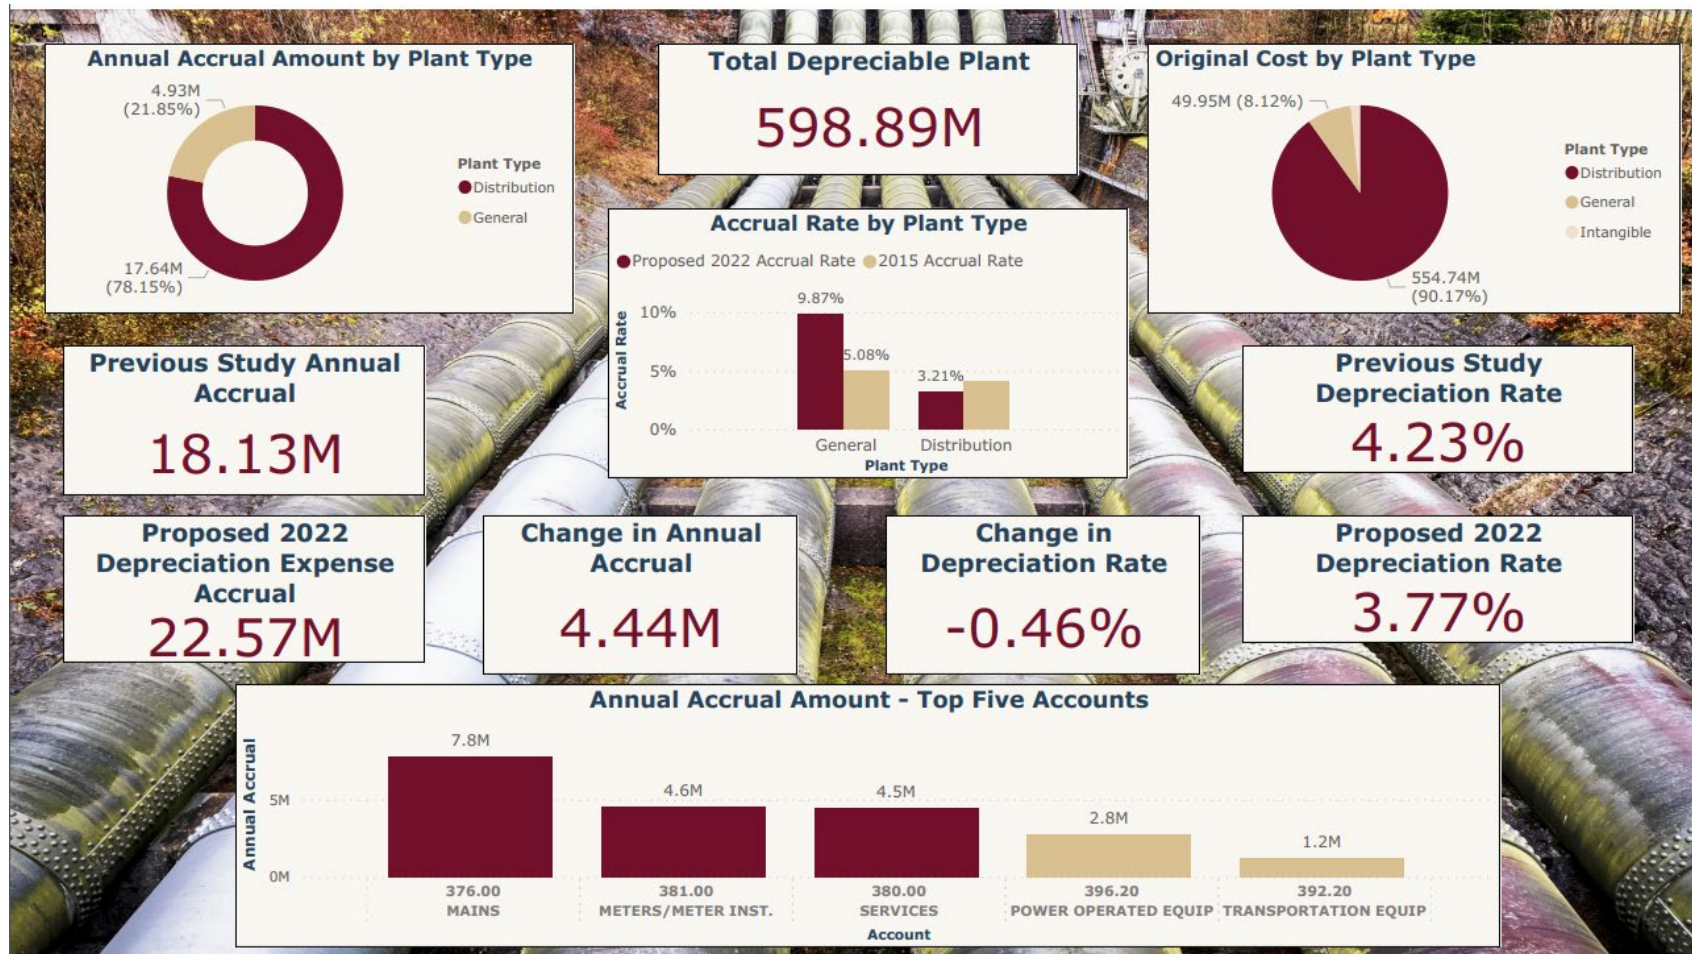 Annual Accrual Amount by Plant Type
4.93M
(21.85%)
17.64M
(78.15%)
Plant Type
Distribution
General
Total Depreciable Plant
598.89M
Original Cost by Plant Type
49.95M (8.12%)
554.74M
(90.17%)
Plant Type
Distribution
General
Intangible
Accrual Rate by Plant Type
Proposed 2022 Accrual Rate
2015 Accrual Rate
Accrual Rate
10%
5%
0%
9.87%
5.08%
3.21%
General
Distribution
Plant Type
Previous Study Annual
Accrual
18.13M
Previous Study
Depreciation Rate
4.23%
Proposed 2022
Depreciation Expense
Accrual
22.57M
Change in Annual
Accrual
4.44M
Change in
Depreciation Rate
-0.46%
Proposed 2022
Depreciation Rate
3.77%
Annual Accrual Amount - Top Five Accounts
Annual Accrual
5M
0M
7.8M
4.6M
4.5M
2.8M
1.2M
376.00
MAINS
381.00
METERS/METER INST.
380.00
SERVICES
396.20
POWER OPERATED EQUIP
392.20
TRANSPORTATION EQUIP
Account